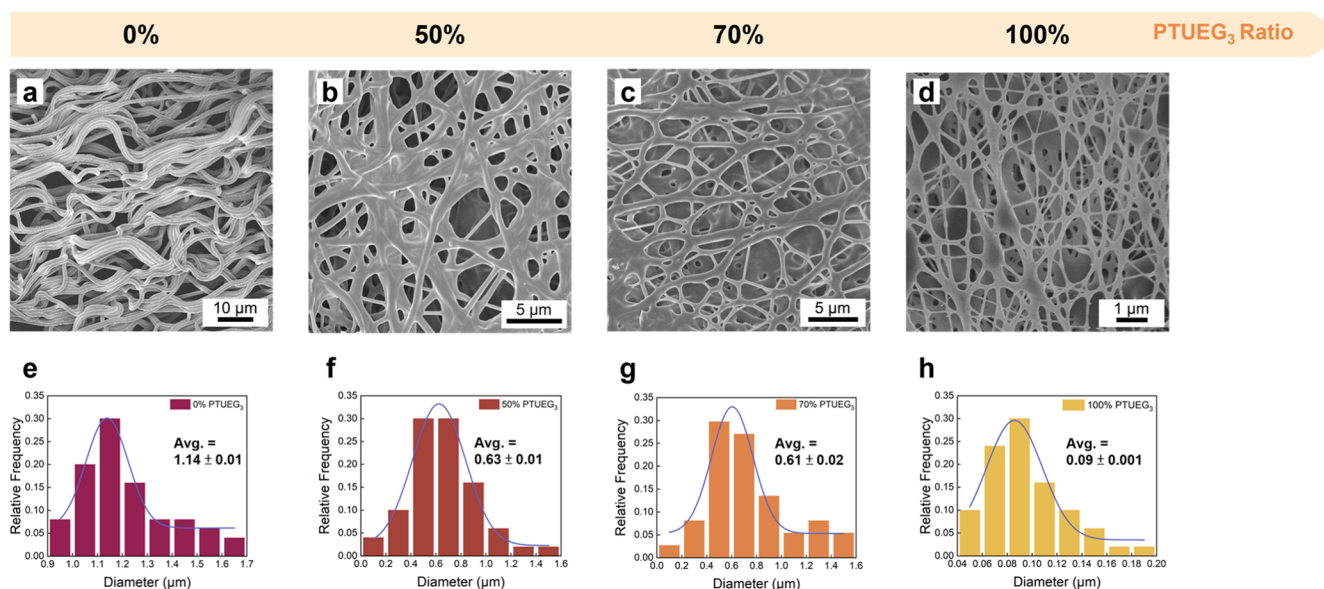 0% 50% 70% 100% PTUEG₃ Ratio
a b c d
10 µm 5 µm 5 µm 1 µm
e
0.35
0.30
0.25
0.20
0.15
0.10
0.05
0.00
Relative Frequency
0% PTUEG₃
Avg. =
1.14 ± 0.01
0.9 1.0 1.1 1.2 1.3 1.4 1.5 1.6 1.7
Diameter (µm)
f
0.35
0.30
0.25
0.20
0.15
0.10
0.05
0.00
Relative Frequency
50% PTUEG₃
Avg. =
0.63 ± 0.01
0.0 0.2 0.4 0.6 0.8 1.0 1.2 1.4 1.6
Diameter (µm)
g
0.35
0.30
0.25
0.20
0.15
0.10
0.05
0.00
Relative Frequency
70% PTUEG₃
Avg. =
0.61 ± 0.02
0.0 0.2 0.4 0.6 0.8 1.0 1.2 1.4 1.6
Diameter (µm)
h
0.35
0.30
0.25
0.20
0.15
0.10
0.05
0.00
Relative Frequency
100% PTUEG₃
Avg. =
0.09 ± 0.001
0.04 0.06 0.08 0.10 0.12 0.14 0.16 0.18 0.20
Diameter (µm)